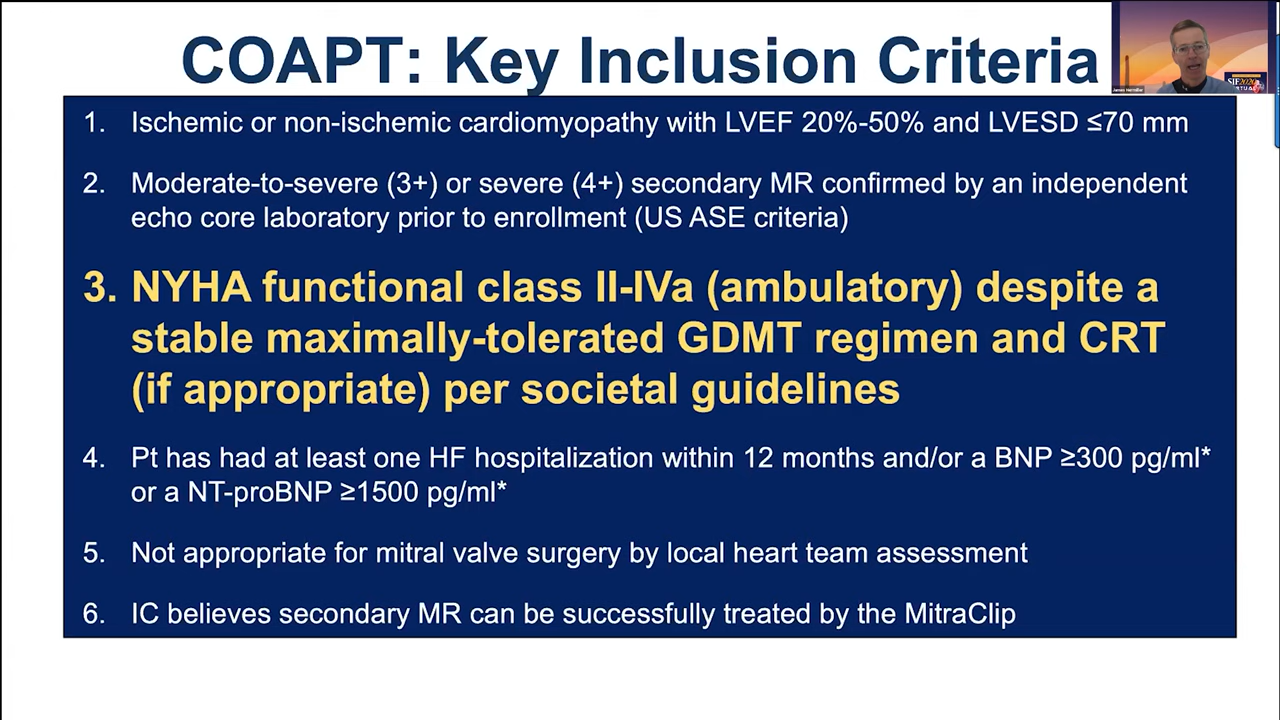 COAPT: Key Inclusion Criteria
1. Ischemic or non-ischemic cardiomyopathy with LVEF 20%-50% and LVESD ≤70 mm
2. Moderate-to-severe (3+) or severe (4+) secondary MR confirmed by an independent
echo core laboratory prior to enrollment (US ASE criteria)
3. NYHA functional class II-IVa (ambulatory) despite a
stable maximally-tolerated GDMT regimen and CRT
(if appropriate) per societal guidelines
4. Pt has had at least one HF hospitalization within 12 months and/or a BNP ≥300 pg/ml*
or a NT-proBNP ≥1500 pg/ml*
5. Not appropriate for mitral valve surgery by local heart team assessment
6. IC believes secondary MR can be successfully treated by the MitraClip